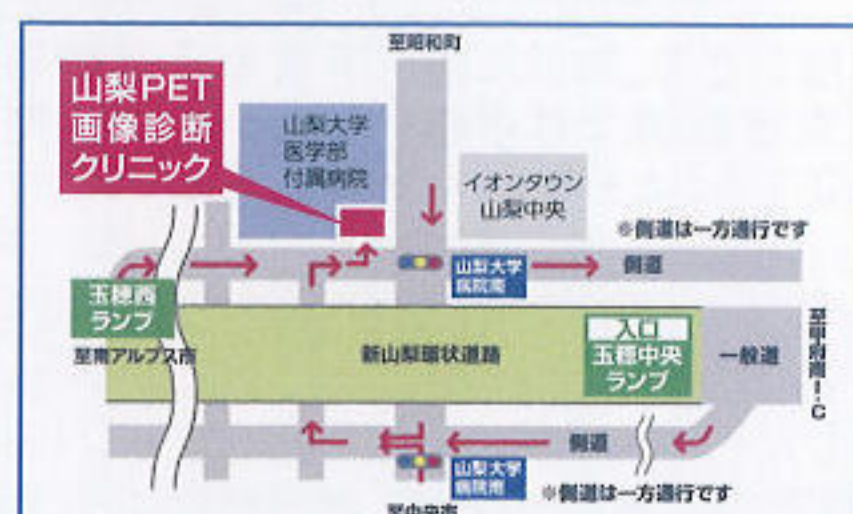 至昭和町
山梨PET
画像診断
クリニック
山梨大学
医学部
付属病院
イオンタウン
山梨中央
※側道は一方通行です
山梨大学
病院南
側道
玉穂西
ランプ
至南アルプス市
新山梨環状道路
入口
玉穂中央
ランプ
一般道
至甲府南I・C
側道
山梨大学
病院南
※側道は一方通行です
至中央市